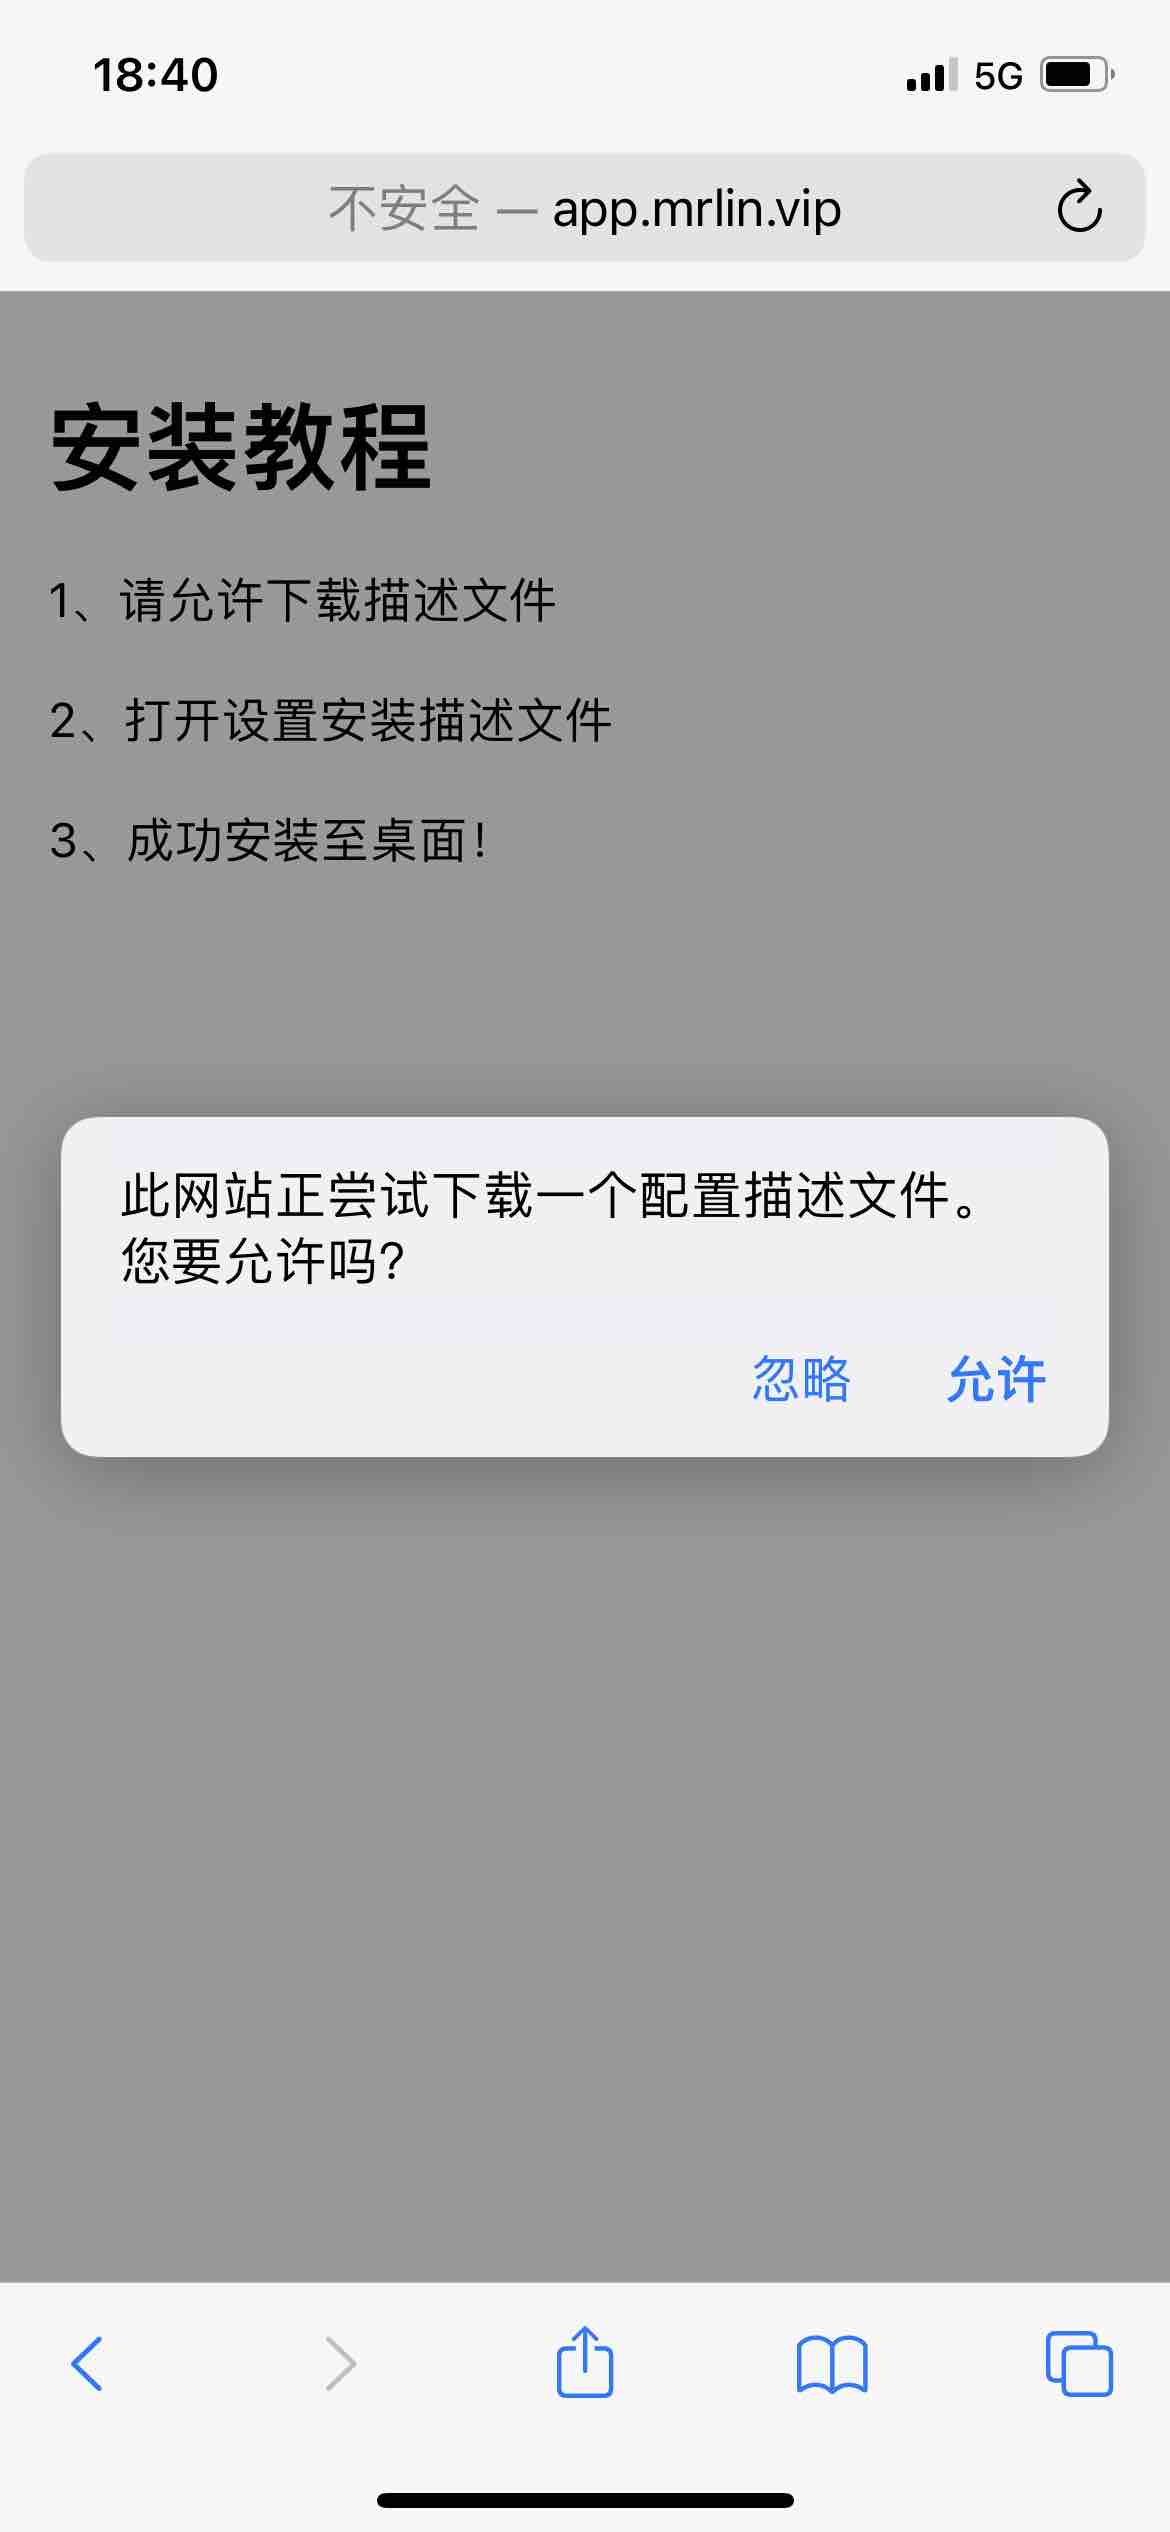 18:40
5G
不安全 — app.mrlin.vip
安装教程
1、请允许下载描述文件
2、打开设置安装描述文件
3、成功安装至桌面！
此网站正尝试下载一个配置描述文件。
您要允许吗？
忽略
允许